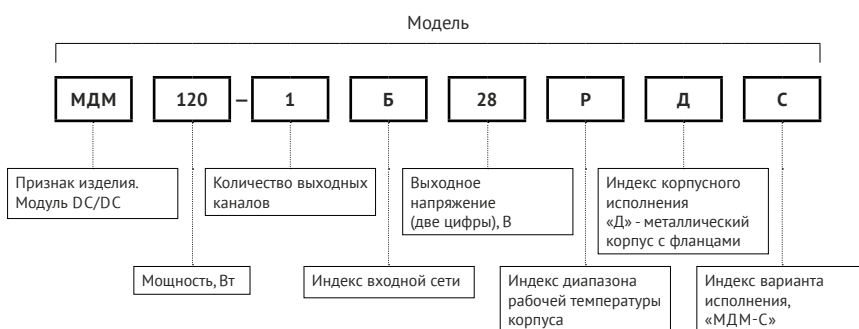 Модель
МДМ 120 – 1 Б 28 Р Д С
Признак изделия.
Модуль DC/DC
Количество выходных
каналов
Выходное
напряжение
(две цифры), В
Индекс корпусного
исполнения
«Д» - металлический
корпус с фланцами
Мощность, Вт
Индекс входной сети
Индекс диапазона
рабочей температуры
корпуса
Индекс варианта
исполнения,
«МДМ-С»